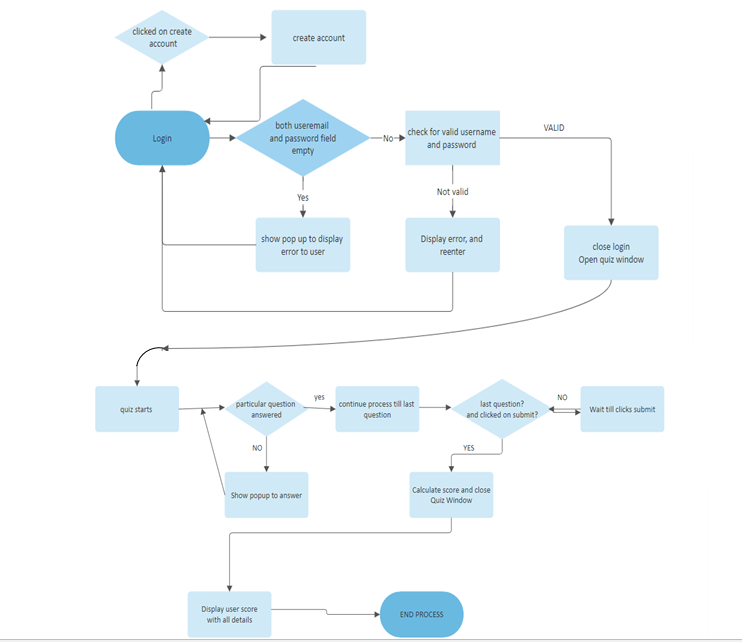 clicked on create
account
create account
Login
both useremail
and password field
empty
No
check for valid username
and password
VALID
Yes
Not valid
show pop up to display
error to user
Display error, and
reenter
close login
Open quiz window
quiz starts
particular question
answered
yes
continue process till last
question
last question?
and clicked on submit?
NO
Wait till clicks submit
NO
YES
Show popup to answer
Calculate score and close
Quiz Window
Display user score
with all details
END PROCESS